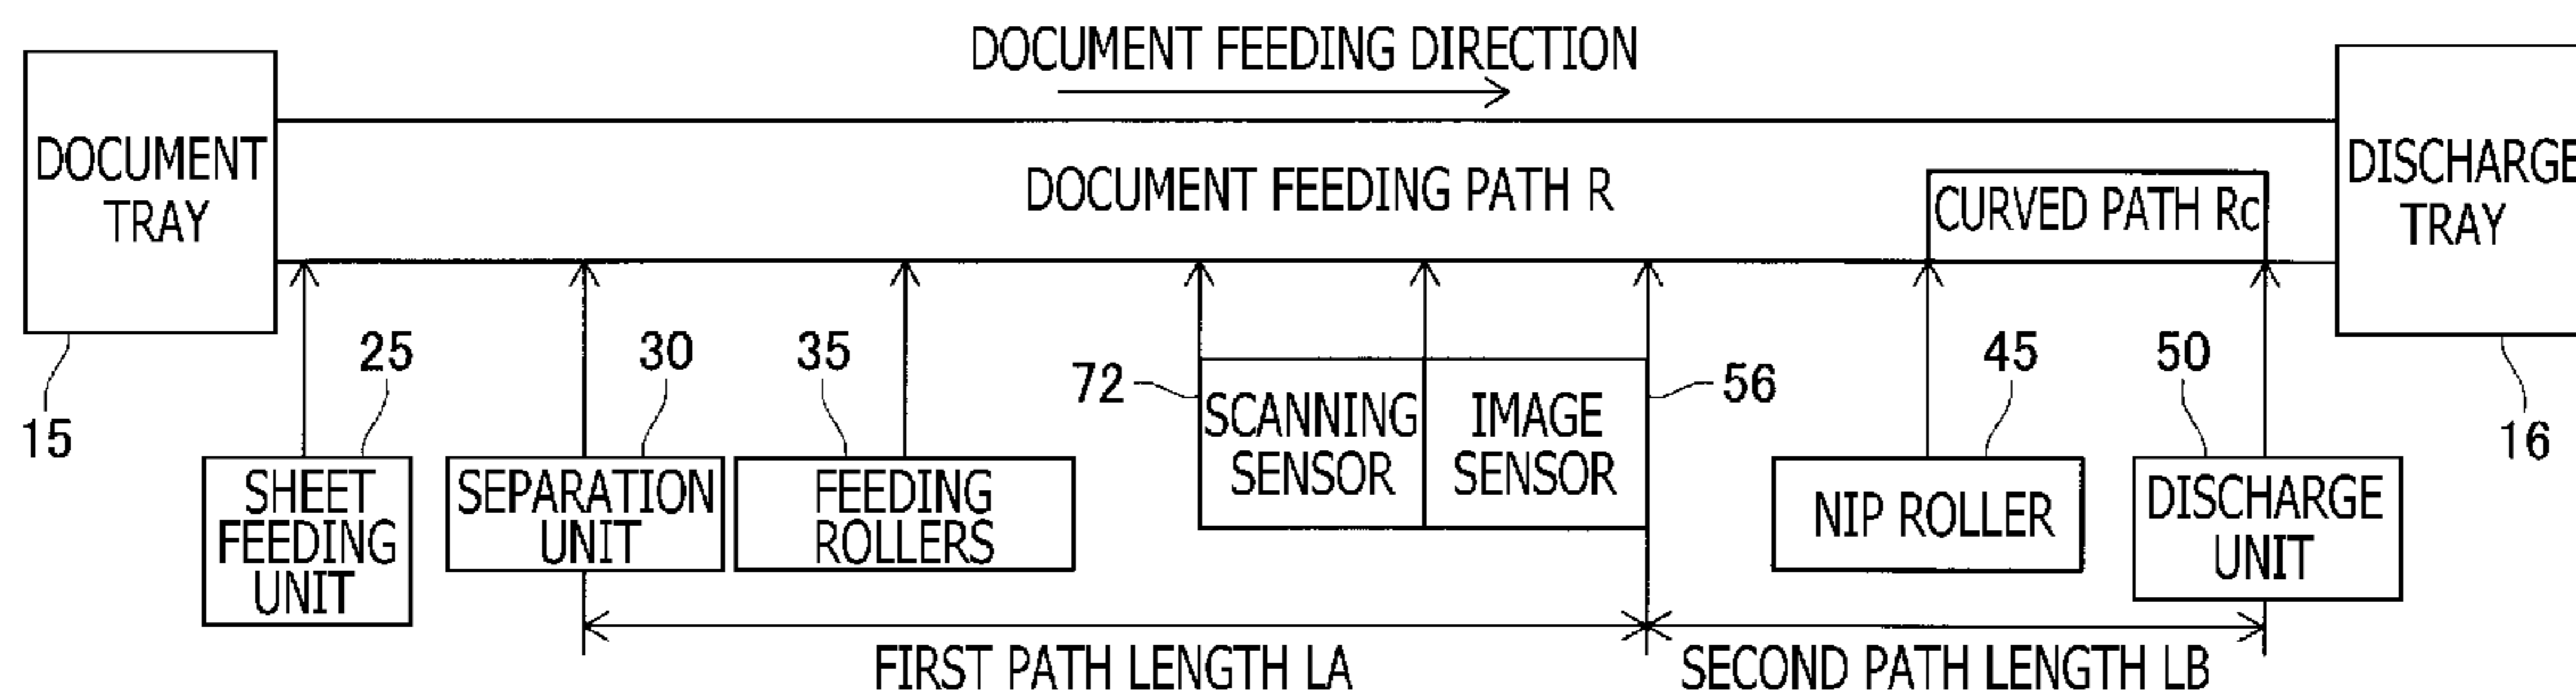 DOCUMENT FEEDING DIRECTION
DOCUMENT
TRAY
DOCUMENT FEEDING PATH R
CURVED PATH Rc
DISCHARGE
TRAY
15
25
30
35
72
56
45
50
16
SHEET
FEEDING
UNIT
SEPARATION
UNIT
FEEDING
ROLLERS
SCANNING
SENSOR
IMAGE
SENSOR
NIP ROLLER
DISCHARGE
UNIT
FIRST PATH LENGTH LA
SECOND PATH LENGTH LB